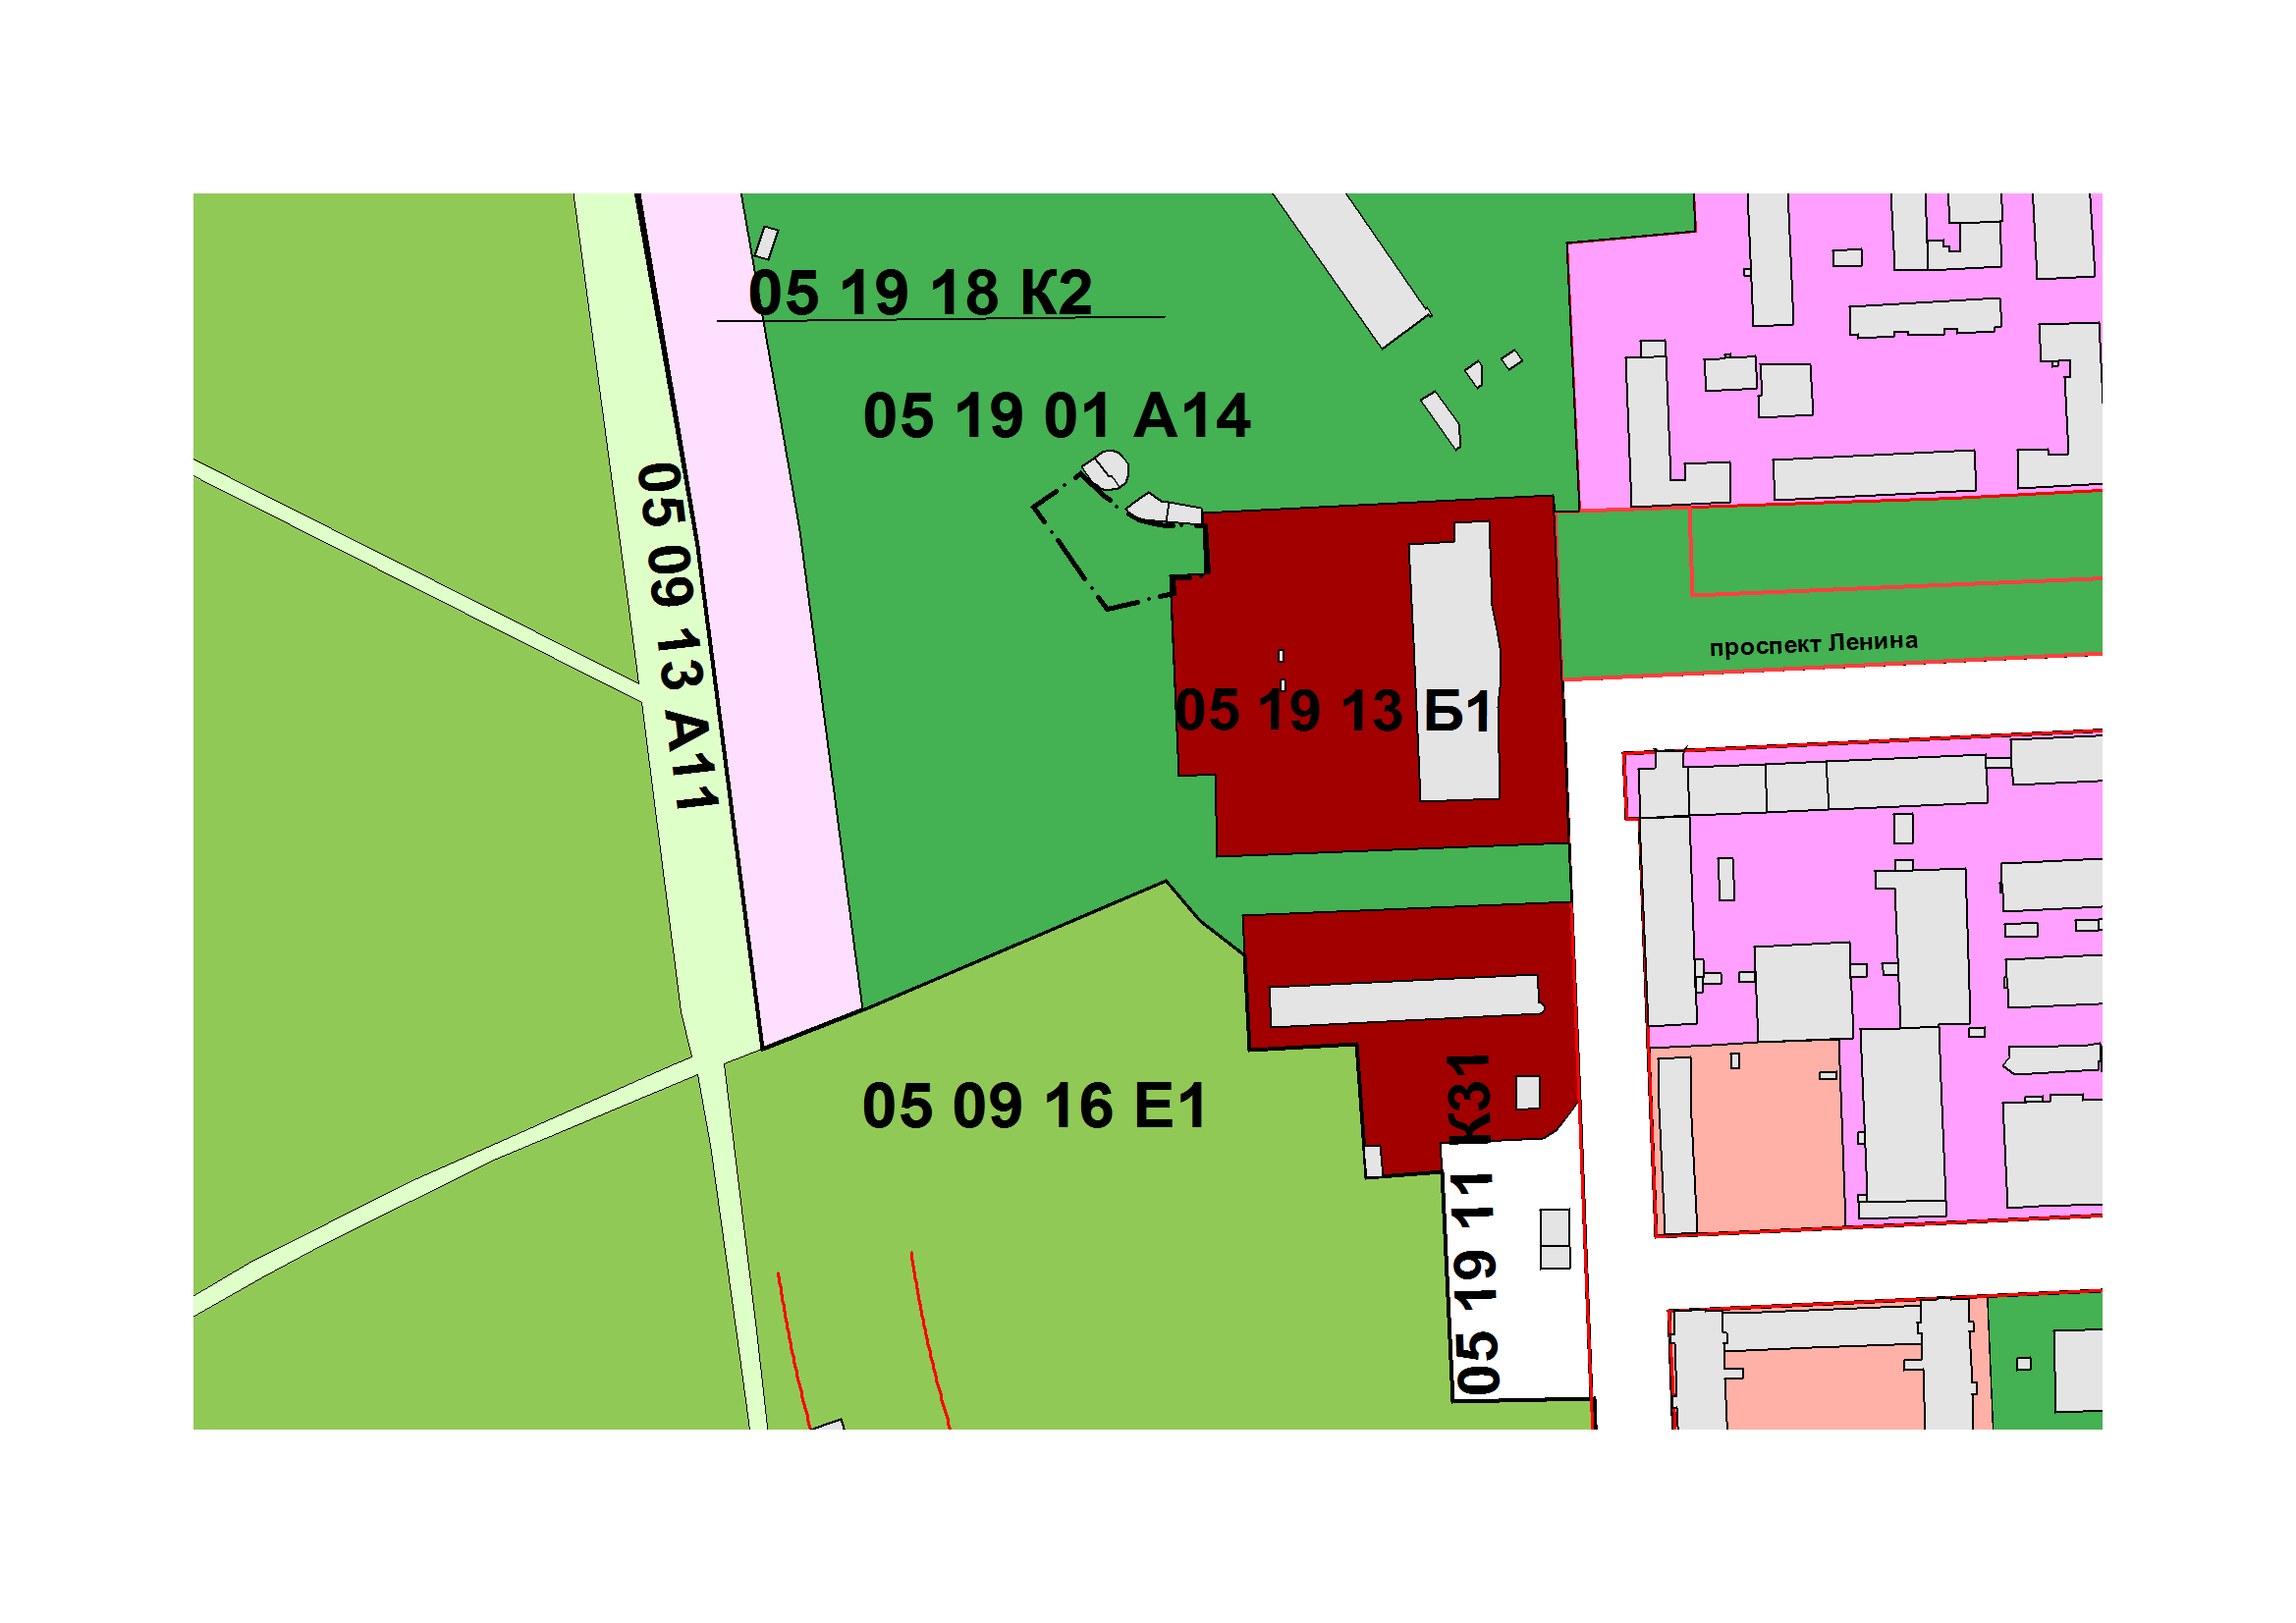 05 19 18 К2
05 19 01 А14
05 09 13 А11
проспект Ленина
05 19 13 Б1
05 09 16 Е1
05 19 11 К31